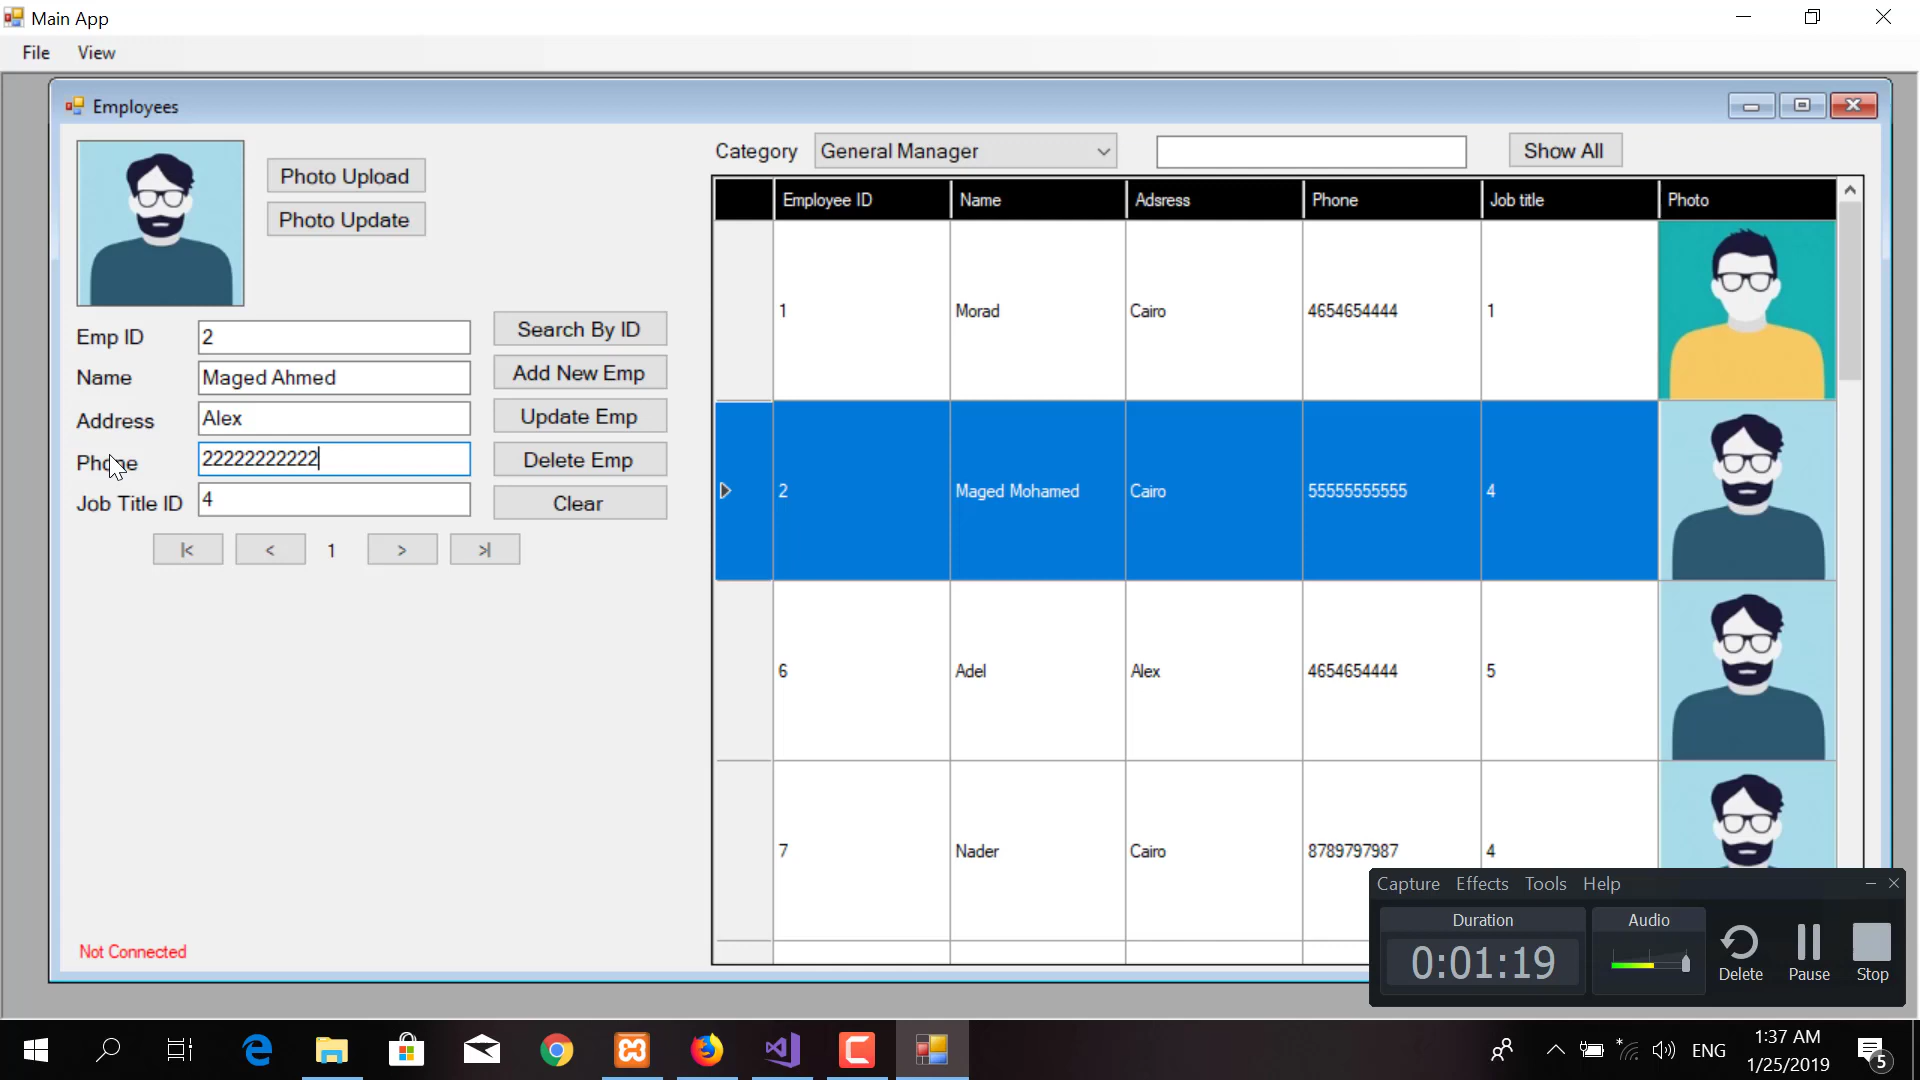 Main App
File View
Employees
Photo Upload
Photo Update
Category General Manager Show All
Employee ID Name Adsress Phone Job title Photo
1 Morad Cairo 4654654444 1
2 Maged Mohamed Cairo 55555555555 4
6 Adel Alex 4654654444 5
7 Nader Cairo 8789797987 4
Emp ID 2 Search By ID
Name Maged Ahmed Add New Emp
Address Alex Update Emp
Phone 22222222222 Delete Emp
Job Title ID 4 Clear
|< < 1 > >|
Not Connected
Capture Effects Tools Help
Duration Audio
0:01:19
Delete Pause Stop
ENG
1:37 AM
1/25/2019
5